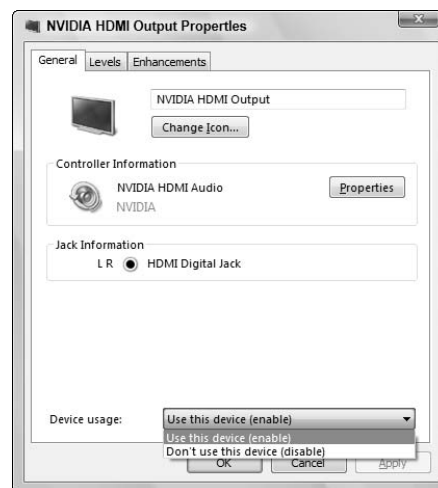 NVIDIA HDMI Output Properties
General Levels Enhancements
NVIDIA HDMI Output
Change Icon...
Controller Information
NVIDIA HDMI Audio
Properties
NVIDIA
Jack Information
L R HDMI Digital Jack
Device usage: Use this device (enable)
Use this device (enable)
Don't use this device (disable)
OK Cancel Apply